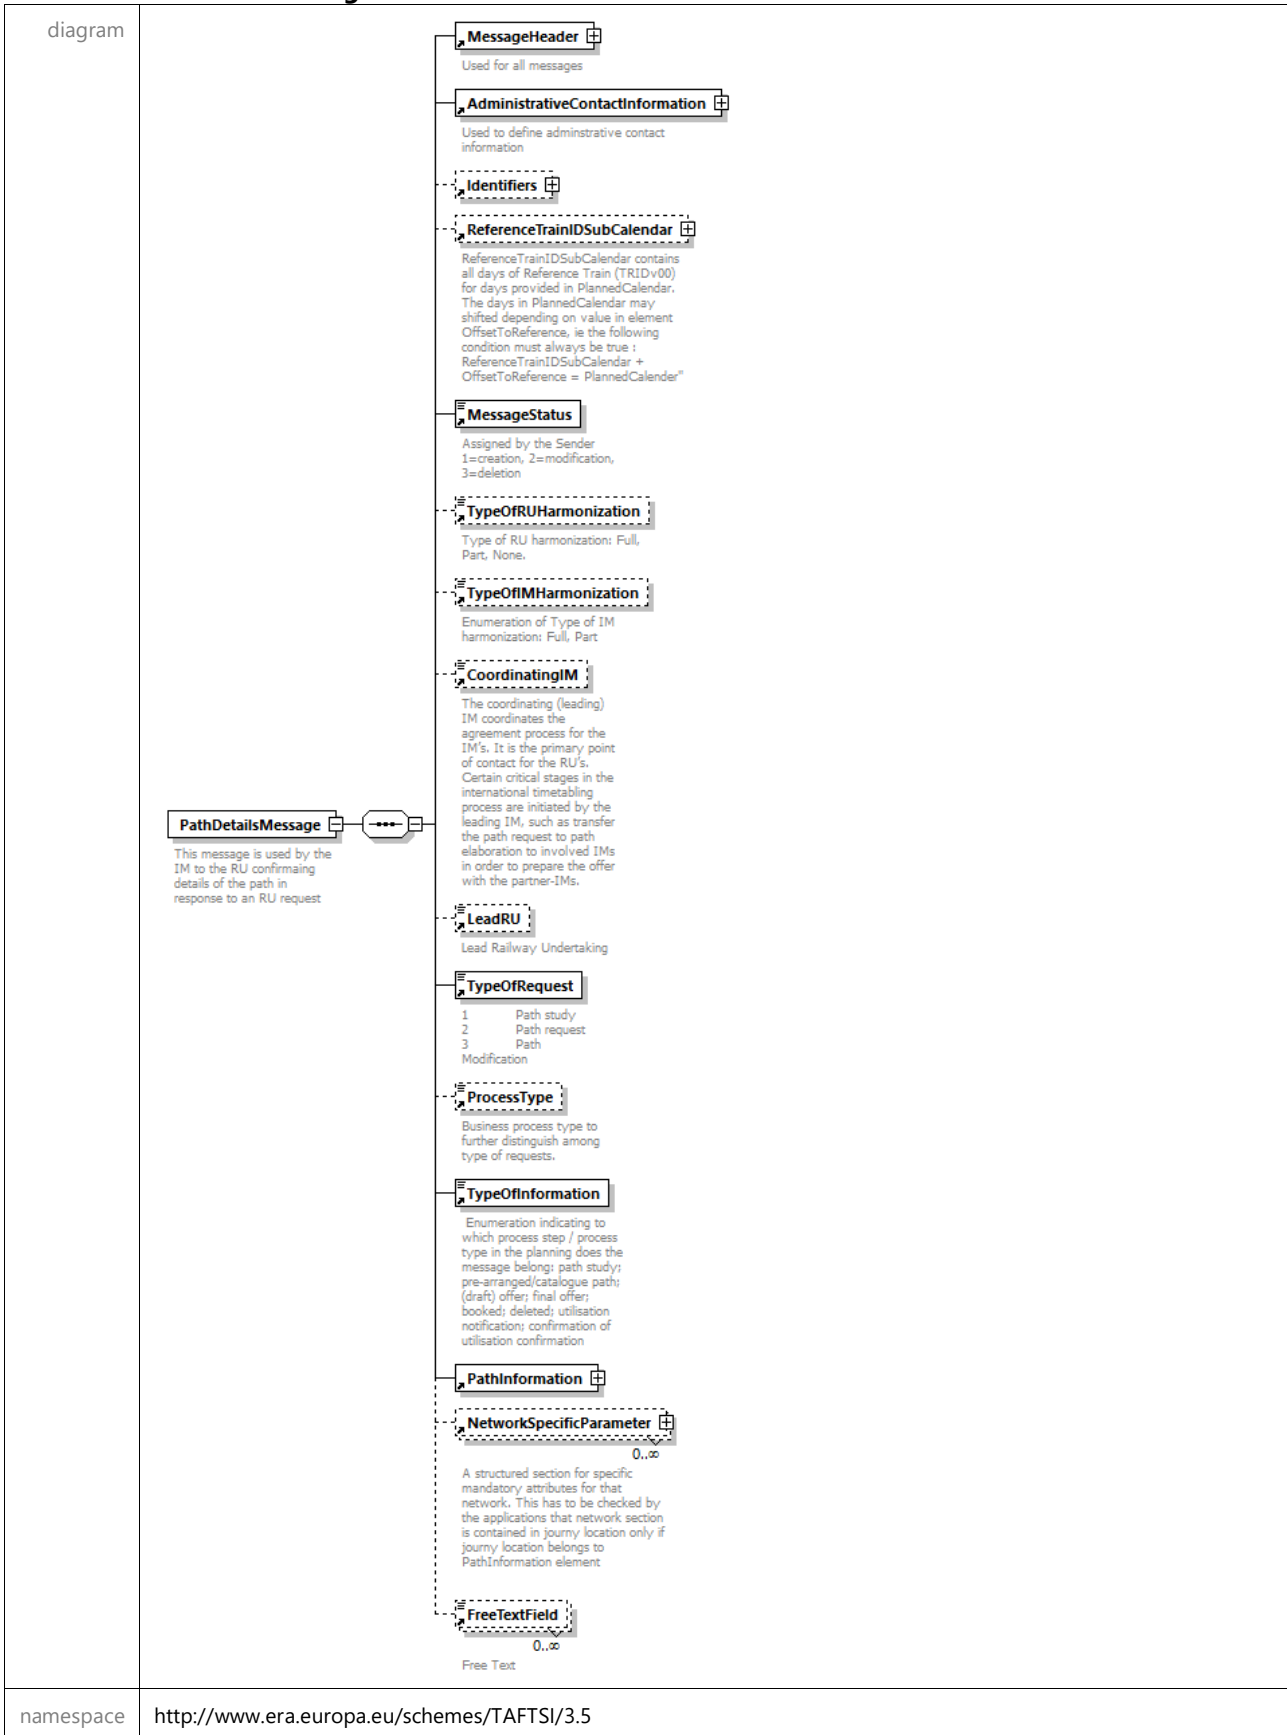 diagram
MessageHeader
Used for all messages
AdministrativeContactInformation
Used to define adminstrative contact
information
Identifiers
ReferenceTrainIDSubCalendar
ReferenceTrainIDSubCalendar contains
all days of Reference Train (TRIDv00)
for days provided in PlannedCalendar.
The days in PlannedCalendar may
shifted depending on value in element
OffsetToReference, ie the following
condition must always be true :
ReferenceTrainIDSubCalendar +
OffsetToReference = PlannedCalender"
MessageStatus
Assigned by the Sender
1=creation, 2=modification,
3=deletion
TypeOfRUHarmonization
Type of RU harmonization: Full,
Part, None.
TypeOfIMHarmonization
Enumeration of Type of IM
harmonization: Full, Part
CoordinatingIM
The coordinating (leading)
IM coordinates the
agreement process for the
IM's. It is the primary point
of contact for the RU's.
Certain critical stages in the
international timetabling
process are initiated by the
leading IM, such as transfer
the path request to path
elaboration to involved IMs
in order to prepare the offer
with the partner-IMs.
PathDetailsMessage
This message is used by the
IM to the RU confirmaing
details of the path in
response to an RU request
LeadRU
Lead Railway Undertaking
TypeOfRequest
1 Path study
2 Path request
3 Path
Modification
ProcessType
Business process type to
further distinguish among
type of requests.
TypeOfInformation
Enumeration indicating to
which process step / process
type in the planning does the
message belong: path study;
pre-arranged/catalogue path;
(draft) offer; final offer;
booked; deleted; utilisation
notification; confirmation of
utilisation confirmation
PathInformation
NetworkSpecificParameter
0..∞
A structured section for specific
mandatory attributes for that
network. This has to be checked by
the applications that network section
is contained in journy location only if
journy location belongs to
PathInformation element
FreeTextField
0..∞
Free Text
namespace http://www.era.europa.eu/schemes/TAFTSI/3.5